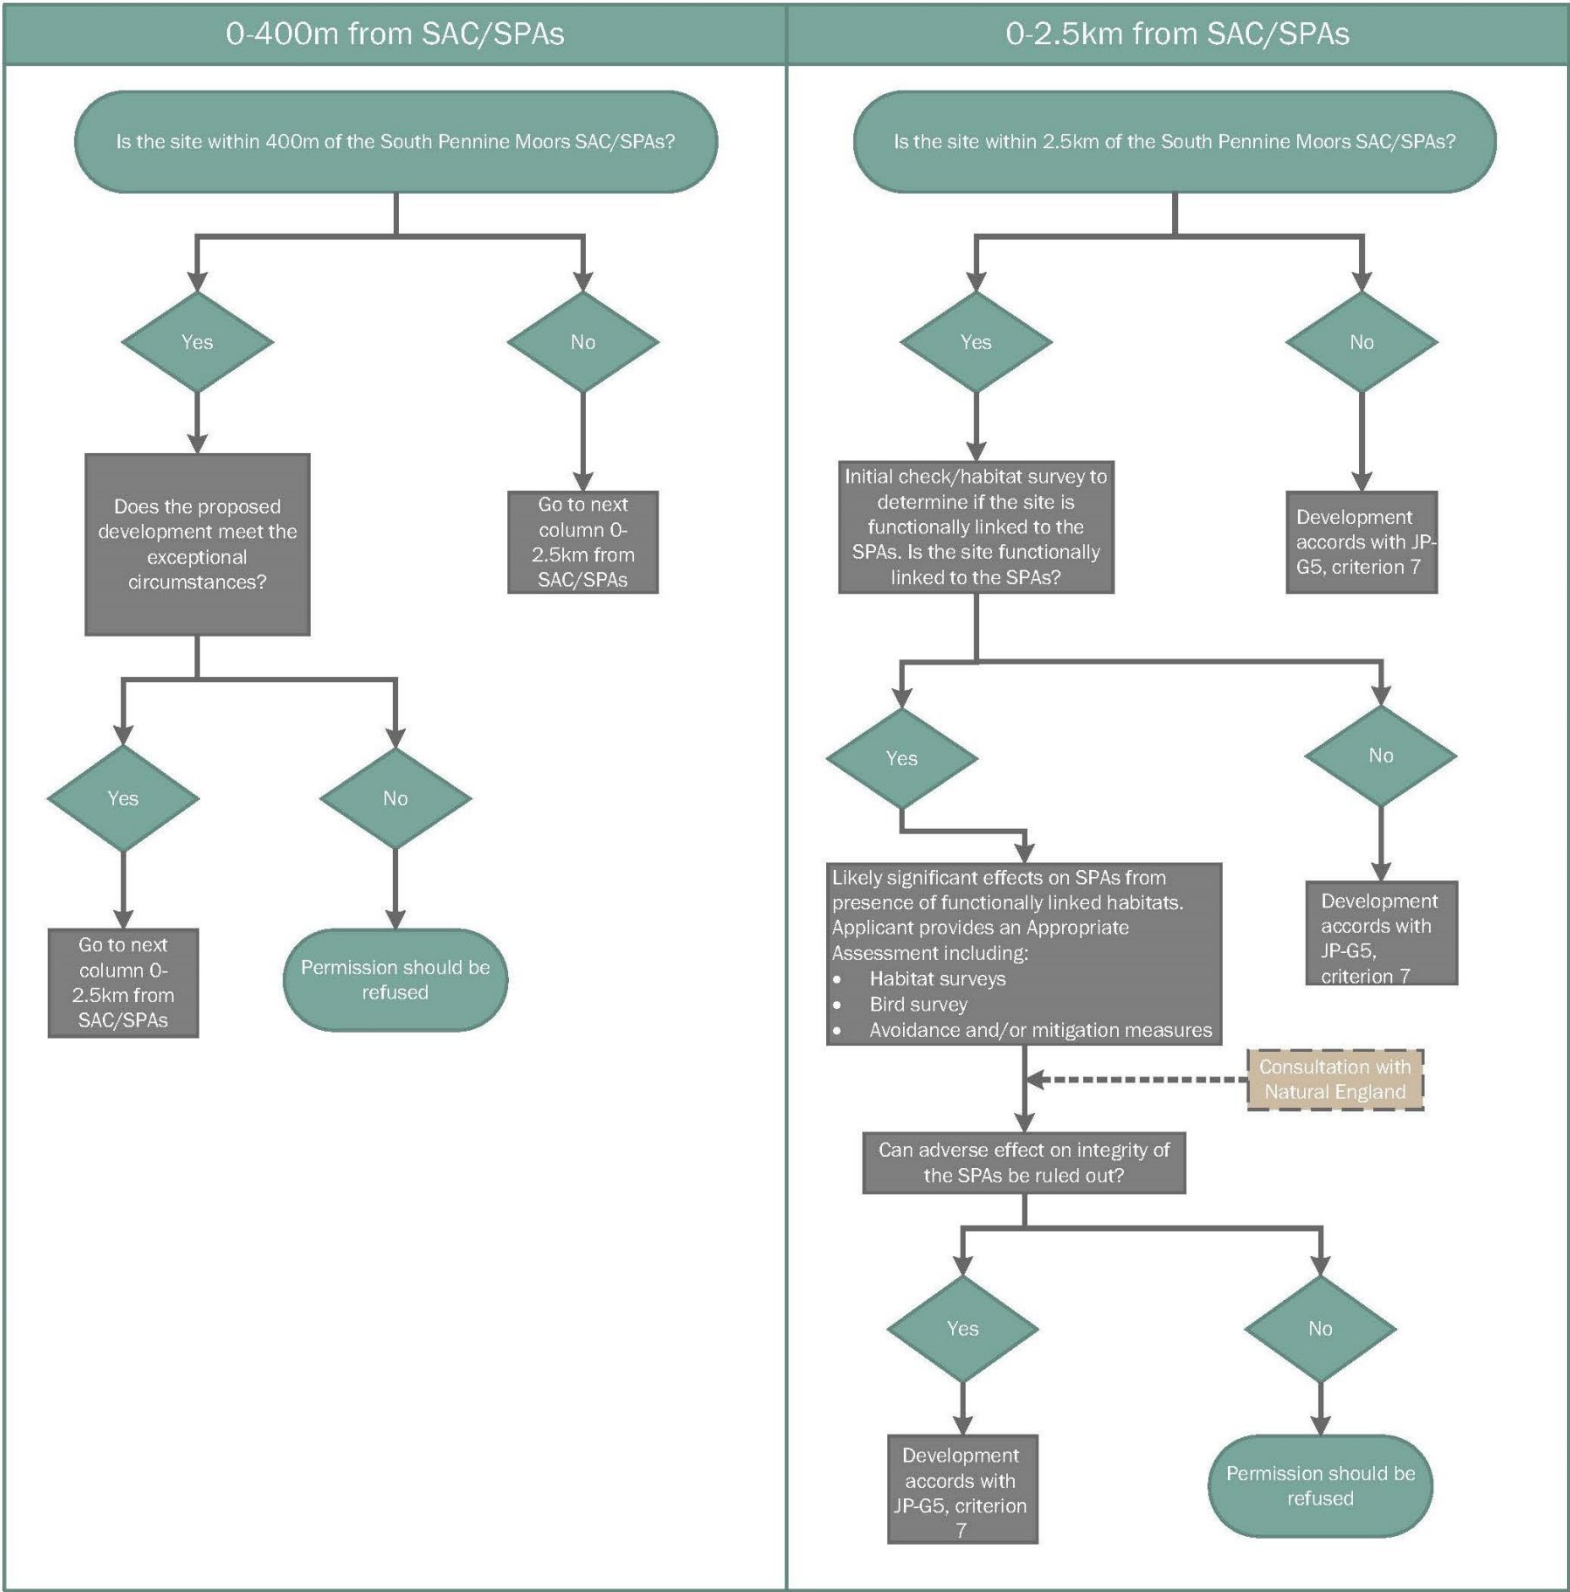 0-400m from SAC/SPAs
Is the site within 400m of the South Pennine Moors SAC/SPAs?
Yes
No
Does the proposed
development meet the
exceptional
circumstances?
Go to next
column 0-
2.5km from
SAC/SPAs
Yes
No
Go to next
column 0-
2.5km from
SAC/SPAs
Permission should be
refused
0-2.5km from SAC/SPAs
Is the site within 2.5km of the South Pennine Moors SAC/SPAs?
Yes
No
Initial check/habitat survey to
determine if the site is
functionally linked to the
SPAs. Is the site functionally
linked to the SPAs?
Development
accords with JP-
G5, criterion 7
Yes
No
Likely significant effects on SPAs from
presence of functionally linked habitats.
Applicant provides an Appropriate
Assessment including:
• Habitat surveys
• Bird survey
• Avoidance and/or mitigation measures
Development
accords with
JP-G5,
criterion 7
Consultation with
Natural England
Can adverse effect on integrity of
the SPAs be ruled out?
Yes
No
Development
accords with
JP-G5, criterion
7
Permission should be
refused